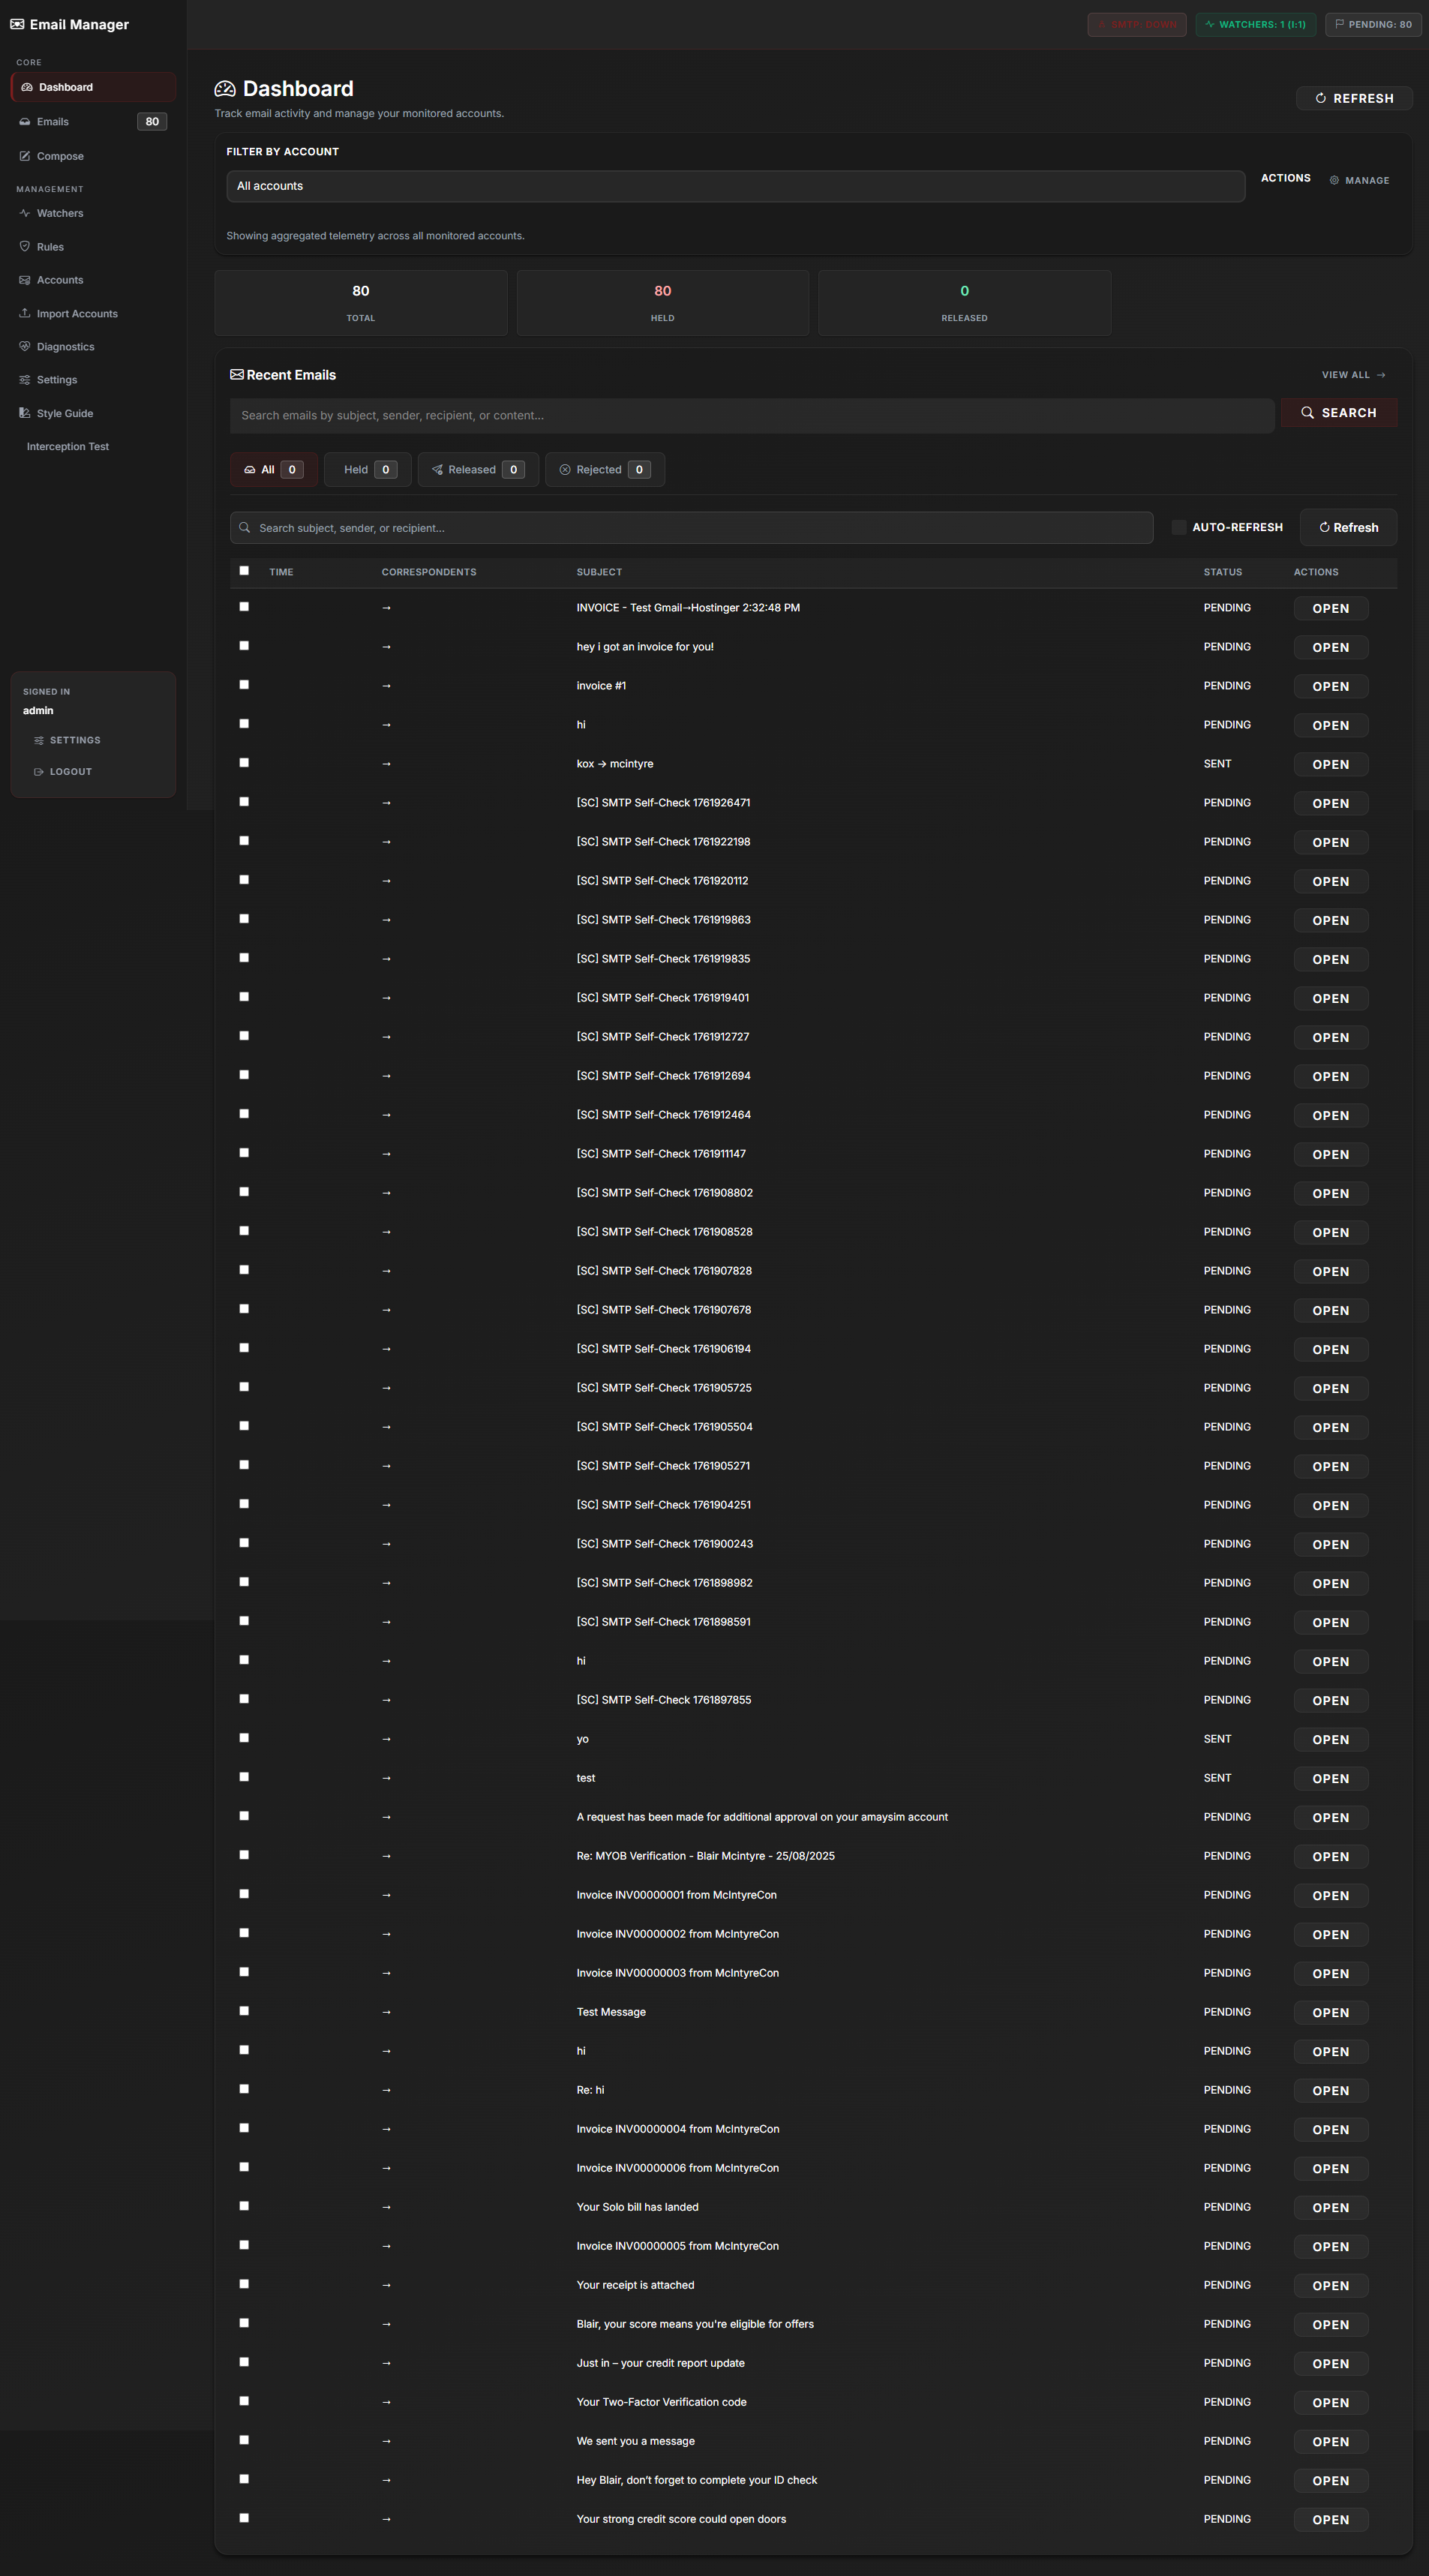 Email Manager
SMTP: DOWN
WATCHERS: 1 (I:1)
PENDING: 80
CORE
Dashboard
Emails 80
Compose
MANAGEMENT
Watchers
Rules
Accounts
Import Accounts
Diagnostics
Settings
Style Guide
Interception Test
SIGNED IN
admin
SETTINGS
LOGOUT
Dashboard
Track email activity and manage your monitored accounts.
REFRESH
FILTER BY ACCOUNT
All accounts
ACTIONS MANAGE
Showing aggregated telemetry across all monitored accounts.
80
TOTAL
80
HELD
0
RELEASED
Recent Emails
VIEW ALL →
Search emails by subject, sender, recipient, or content...
SEARCH
All 0 Held 0 Released 0 Rejected 0
Search subject, sender, or recipient...
AUTO-REFRESH
Refresh
TIME CORRESPONDENTS SUBJECT STATUS ACTIONS
→ INVOICE - Test Gmail→Hostinger 2:32:48 PM PENDING OPEN
→ hey i got an invoice for you! PENDING OPEN
→ invoice #1 PENDING OPEN
→ hi PENDING OPEN
→ kox → mcintyre SENT OPEN
→ [SC] SMTP Self-Check 1761926471 PENDING OPEN
→ [SC] SMTP Self-Check 1761922198 PENDING OPEN
→ [SC] SMTP Self-Check 1761920112 PENDING OPEN
→ [SC] SMTP Self-Check 1761919863 PENDING OPEN
→ [SC] SMTP Self-Check 1761919835 PENDING OPEN
→ [SC] SMTP Self-Check 1761919401 PENDING OPEN
→ [SC] SMTP Self-Check 1761912727 PENDING OPEN
→ [SC] SMTP Self-Check 1761912694 PENDING OPEN
→ [SC] SMTP Self-Check 1761912464 PENDING OPEN
→ [SC] SMTP Self-Check 1761911147 PENDING OPEN
→ [SC] SMTP Self-Check 1761908802 PENDING OPEN
→ [SC] SMTP Self-Check 1761908528 PENDING OPEN
→ [SC] SMTP Self-Check 1761907828 PENDING OPEN
→ [SC] SMTP Self-Check 1761907678 PENDING OPEN
→ [SC] SMTP Self-Check 1761906194 PENDING OPEN
→ [SC] SMTP Self-Check 1761905725 PENDING OPEN
→ [SC] SMTP Self-Check 1761905504 PENDING OPEN
→ [SC] SMTP Self-Check 1761905271 PENDING OPEN
→ [SC] SMTP Self-Check 1761904251 PENDING OPEN
→ [SC] SMTP Self-Check 1761900243 PENDING OPEN
→ [SC] SMTP Self-Check 1761898982 PENDING OPEN
→ [SC] SMTP Self-Check 1761898591 PENDING OPEN
→ hi PENDING OPEN
→ [SC] SMTP Self-Check 1761897855 PENDING OPEN
→ yo SENT OPEN
→ test SENT OPEN
→ A request has been made for additional approval on your amaysim account PENDING OPEN
→ Re: MYOB Verification - Blair Mcintyre - 25/08/2025 PENDING OPEN
→ Invoice INV00000001 from McIntyreCon PENDING OPEN
→ Invoice INV00000002 from McIntyreCon PENDING OPEN
→ Invoice INV00000003 from McIntyreCon PENDING OPEN
→ Test Message PENDING OPEN
→ hi PENDING OPEN
→ Re: hi PENDING OPEN
→ Invoice INV00000004 from McIntyreCon PENDING OPEN
→ Invoice INV00000006 from McIntyreCon PENDING OPEN
→ Your Solo bill has landed PENDING OPEN
→ Invoice INV00000005 from McIntyreCon PENDING OPEN
→ Your receipt is attached PENDING OPEN
→ Blair, your score means you're eligible for offers PENDING OPEN
→ Just in – your credit report update PENDING OPEN
→ Your Two-Factor Verification code PENDING OPEN
→ We sent you a message PENDING OPEN
→ Hey Blair, don’t forget to complete your ID check PENDING OPEN
→ Your strong credit score could open doors PENDING OPEN